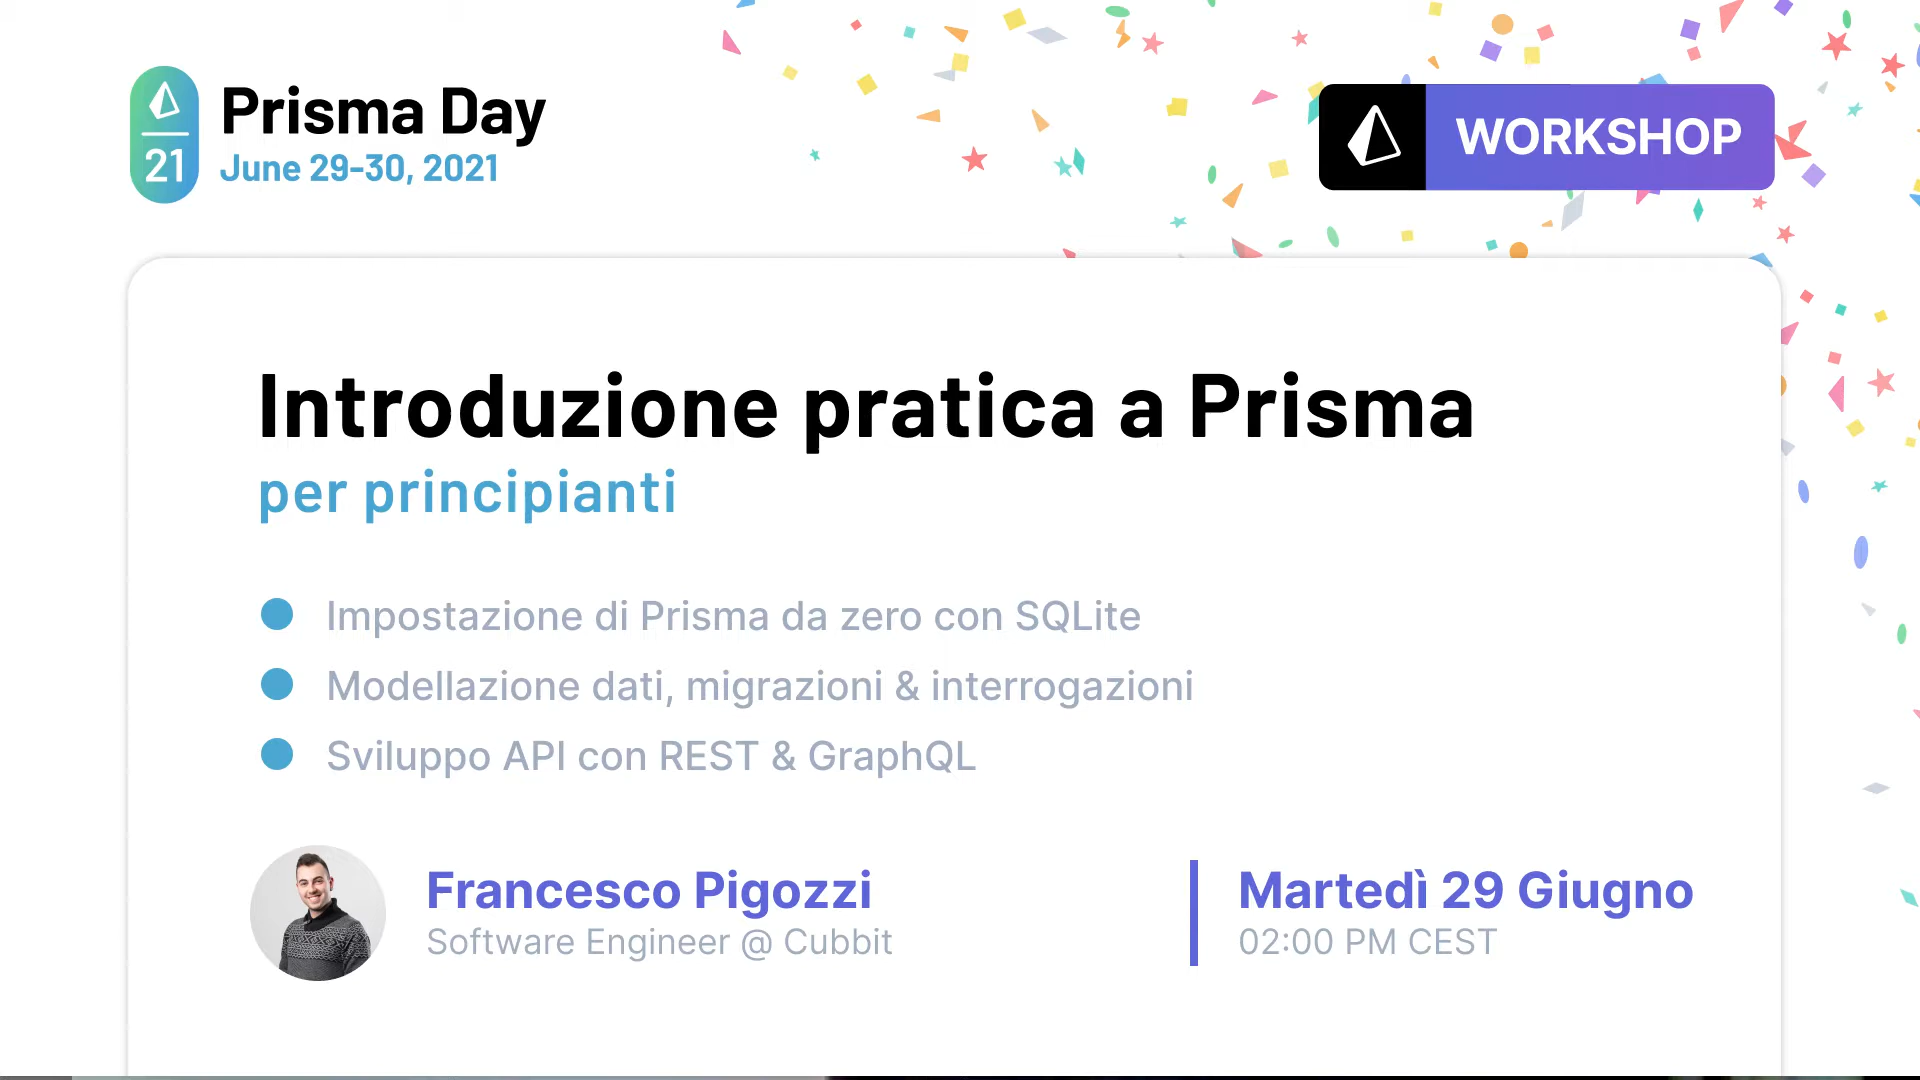 Prisma Day
21
June 29-30, 2021
WORKSHOP
Introduzione pratica a Prisma
per principianti
Impostazione di Prisma da zero con SQLite
Modellazione dati, migrazioni & interrogazioni
Sviluppo API con REST & GraphQL
Francesco Pigozzi
Software Engineer @ Cubbit
Martedì 29 Giugno
02:00 PM CEST